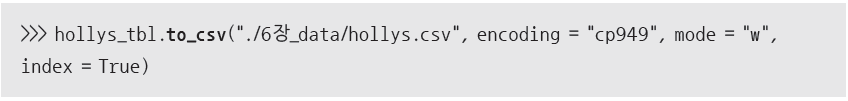 >>> hollys_tbl.to_csv("./6장_data/hollys.csv", encoding = "cp949", mode = "w",
index = True)